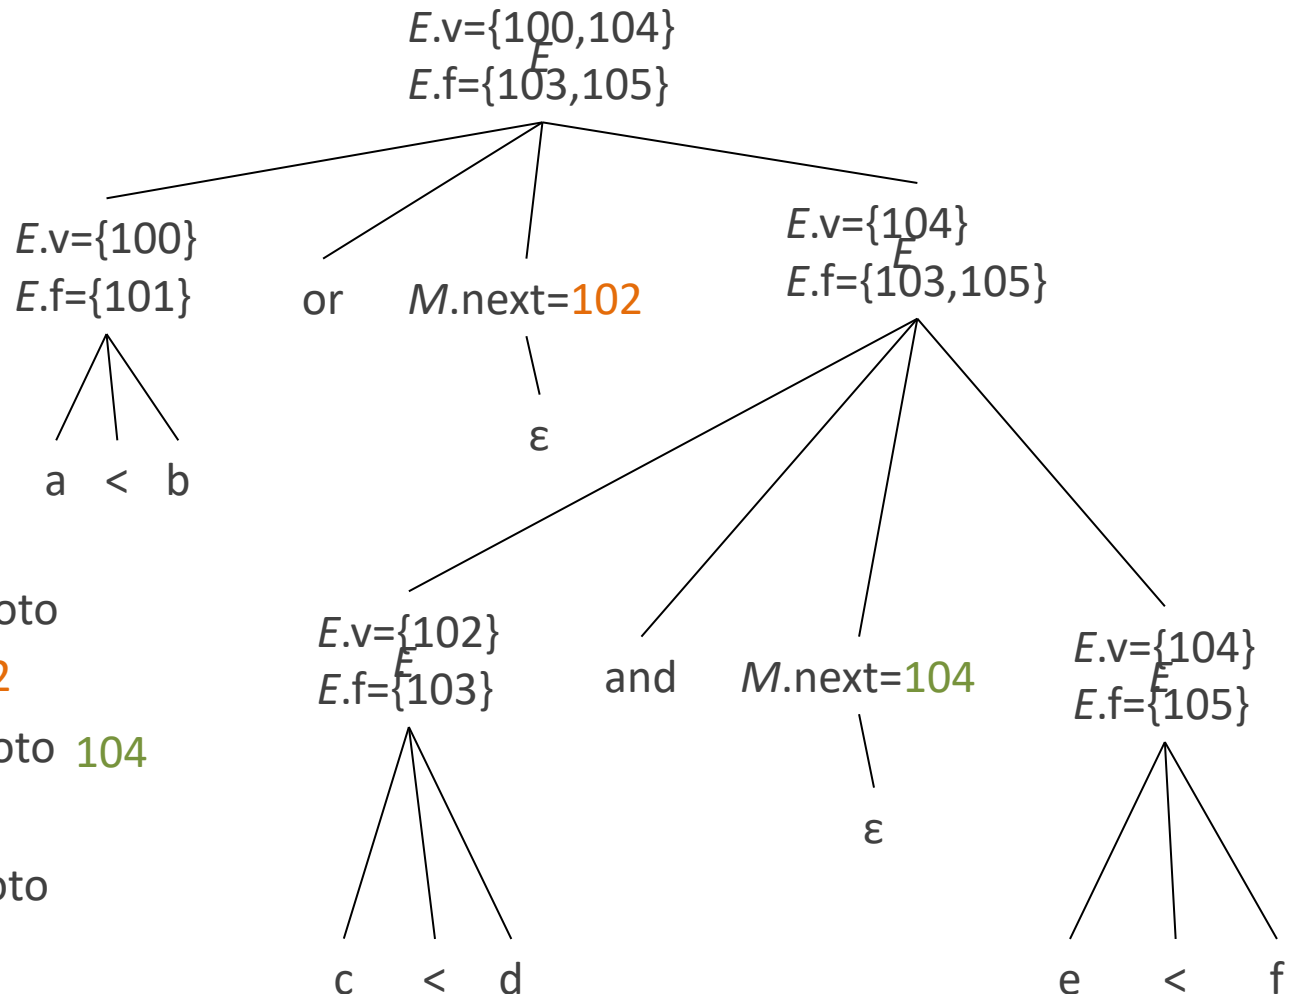 E.v={100,104}
E
E.f={103,105}
E.v={100}
E.f={101}
or
M.next=102
E.v={104}
E
E.f={103,105}
ε
a < b
oto
2
oto 104
oto
E.v={102}
E
E.f={103}
and
M.next=104
E.v={104}
E
E.f={105}
ε
c < d
e < f